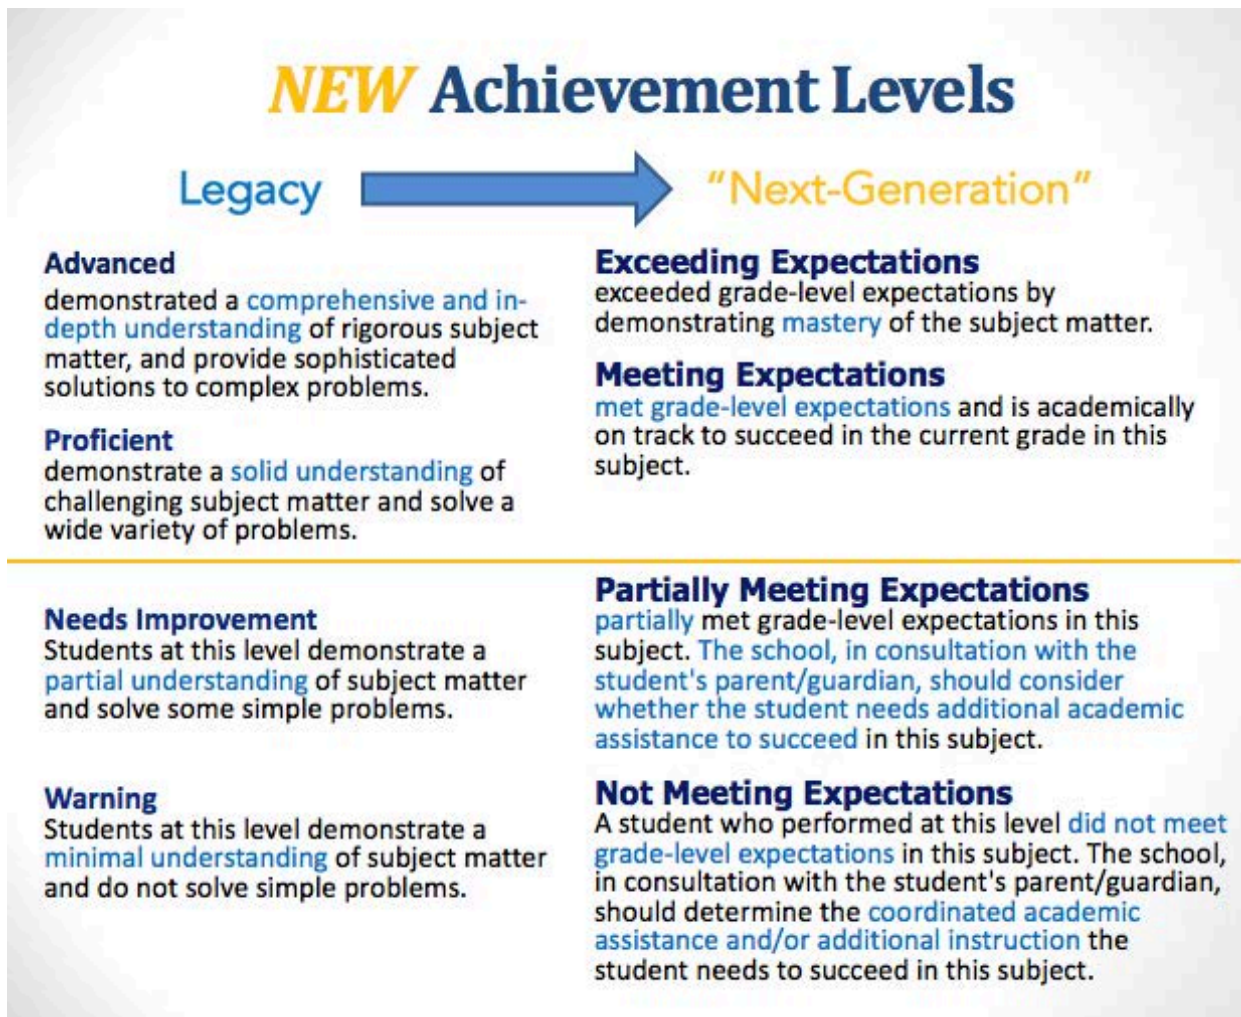 NEW Achievement Levels
Legacy
"Next-Generation"
Advanced
demonstrated a comprehensive and in-
depth understanding of rigorous subject
matter, and provide sophisticated
solutions to complex problems.
Proficient
demonstrate a solid understanding of
challenging subject matter and solve a
wide variety of problems.
Exceeding Expectations
exceeded grade-level expectations by
demonstrating mastery of the subject matter.
Meeting Expectations
met grade-level expectations and is academically
on track to succeed in the current grade in this
subject.
Needs Improvement
Students at this level demonstrate a
partial understanding of subject matter
and solve some simple problems.
Warning
Students at this level demonstrate a
minimal understanding of subject matter
and do not solve simple problems.
Partially Meeting Expectations
partially met grade-level expectations in this
subject. The school, in consultation with the
student's parent/guardian, should consider
whether the student needs additional academic
assistance to succeed in this subject.
Not Meeting Expectations
A student who performed at this level did not meet
grade-level expectations in this subject. The school,
in consultation with the student's parent/guardian,
should determine the coordinated academic
assistance and/or additional instruction the
student needs to succeed in this subject.